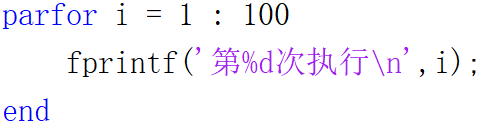 parfor i = 1 : 100
    fprintf('第%d次执行\n',i);
end